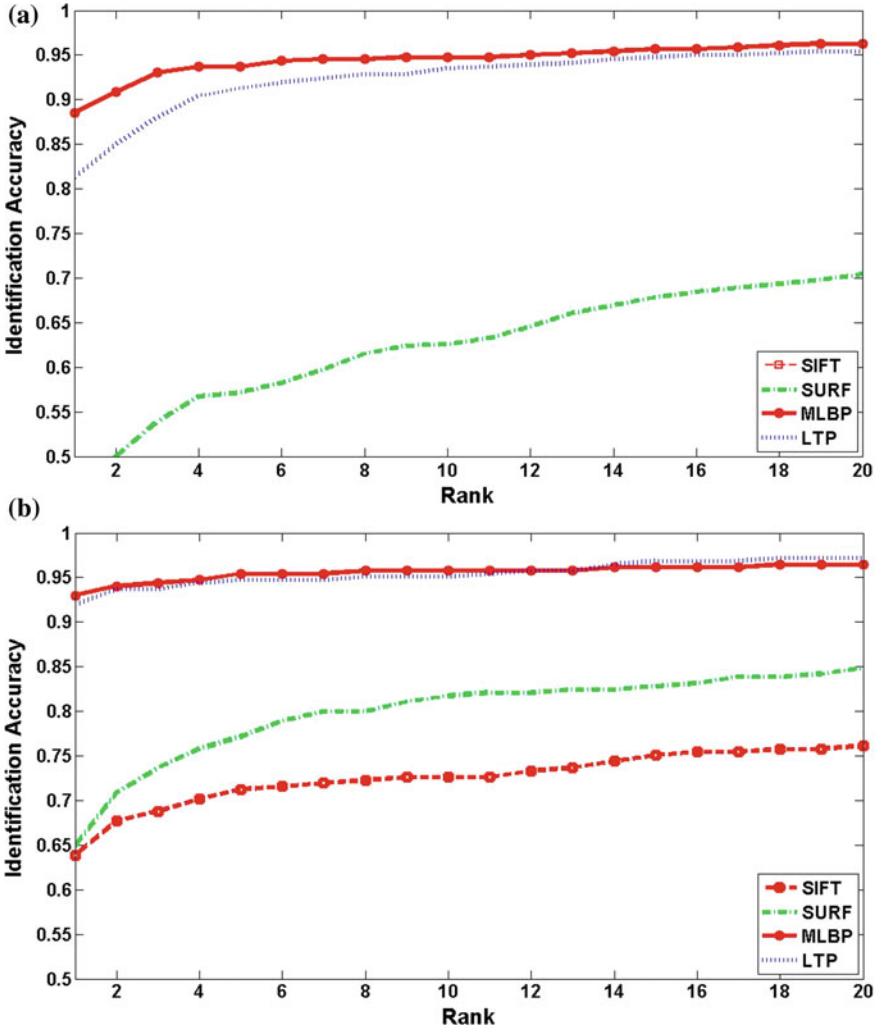 (a)
1
0.95
0.9
0.85
0.8
0.75
0.7
0.65
0.6
0.55
0.5
Identification Accuracy
2 4 6 8 10 12 14 16 18 20
Rank
SIFT
SURF
MLBP
LTP
(b)
1
0.95
0.9
0.85
0.8
0.75
0.7
0.65
0.6
0.55
0.5
Identification Accuracy
2 4 6 8 10 12 14 16 18 20
Rank
SIFT
SURF
MLBP
LTP